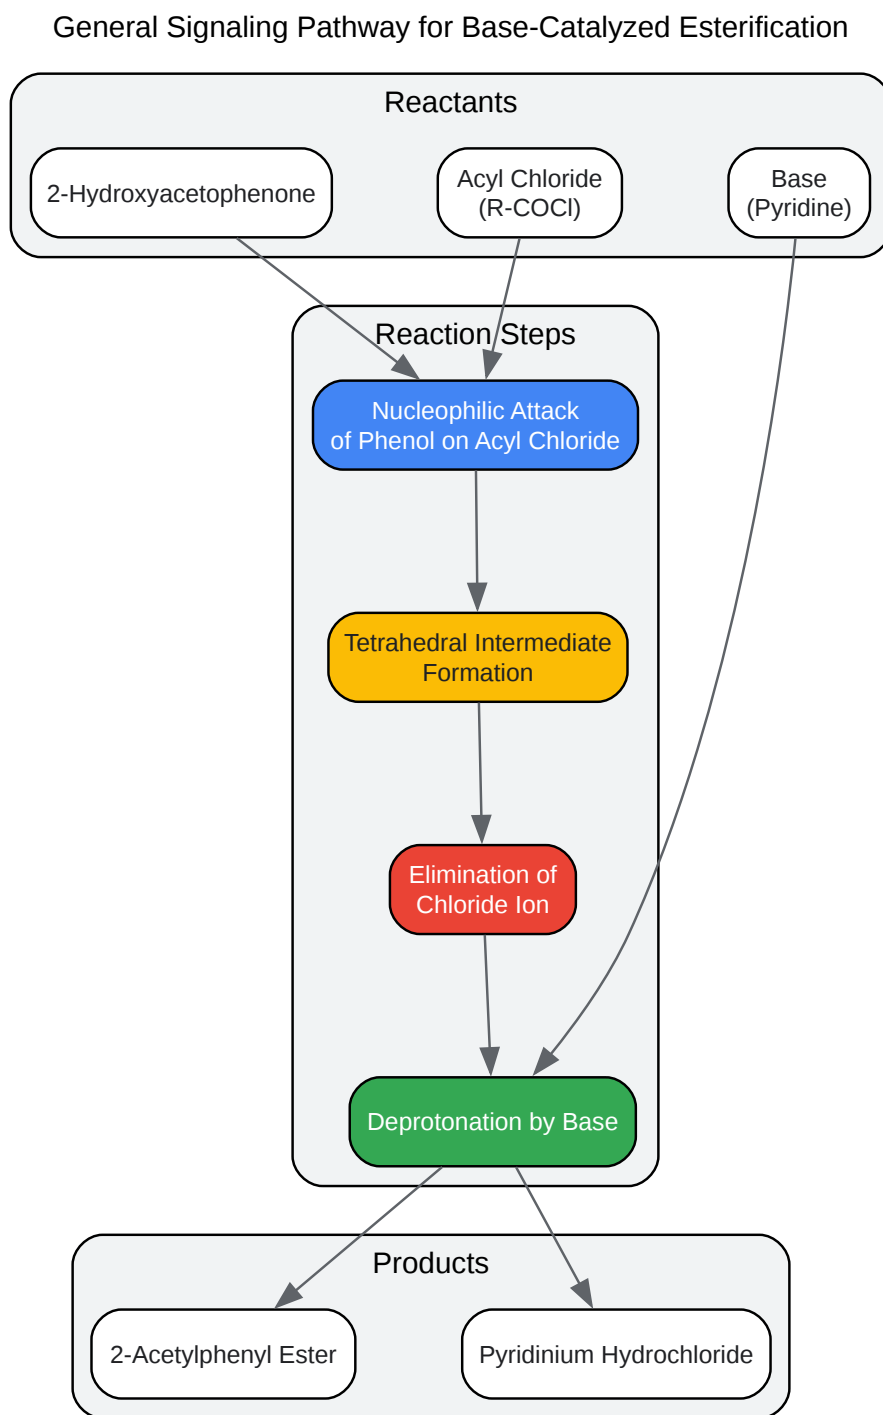 General Signaling Pathway for Base-Catalyzed Esterification
Reactants
2-Hydroxyacetophenone
Acyl Chloride
(R-COCl)
Base
(Pyridine)
Reaction Steps
Nucleophilic Attack
of Phenol on Acyl Chloride
Tetrahedral Intermediate
Formation
Elimination of
Chloride Ion
Deprotonation by Base
Products
2-Acetylphenyl Ester
Pyridinium Hydrochloride